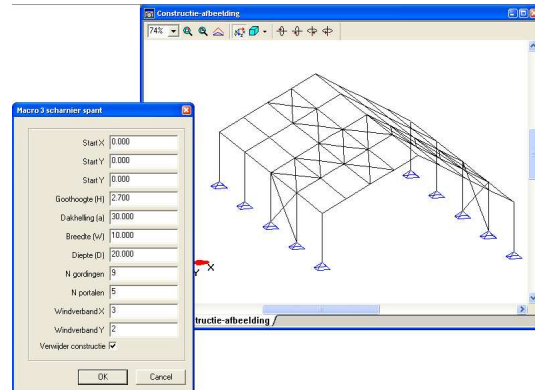 Constructie-afbeelding
74%
Macro 3 scharnier spant
Start X 0.000
Start Y 0.000
Start Y 0.000
Goothoogte (H) 2.700
Dakhelling (a) 30.000
Breedte (W) 10.000
Diepte (D) 20.000
N gordingen 9
N portalen 5
Windverband X 3
Windverband Y 2
Verwijder constructie
OK Cancel
Y X
tructie-afbeelding